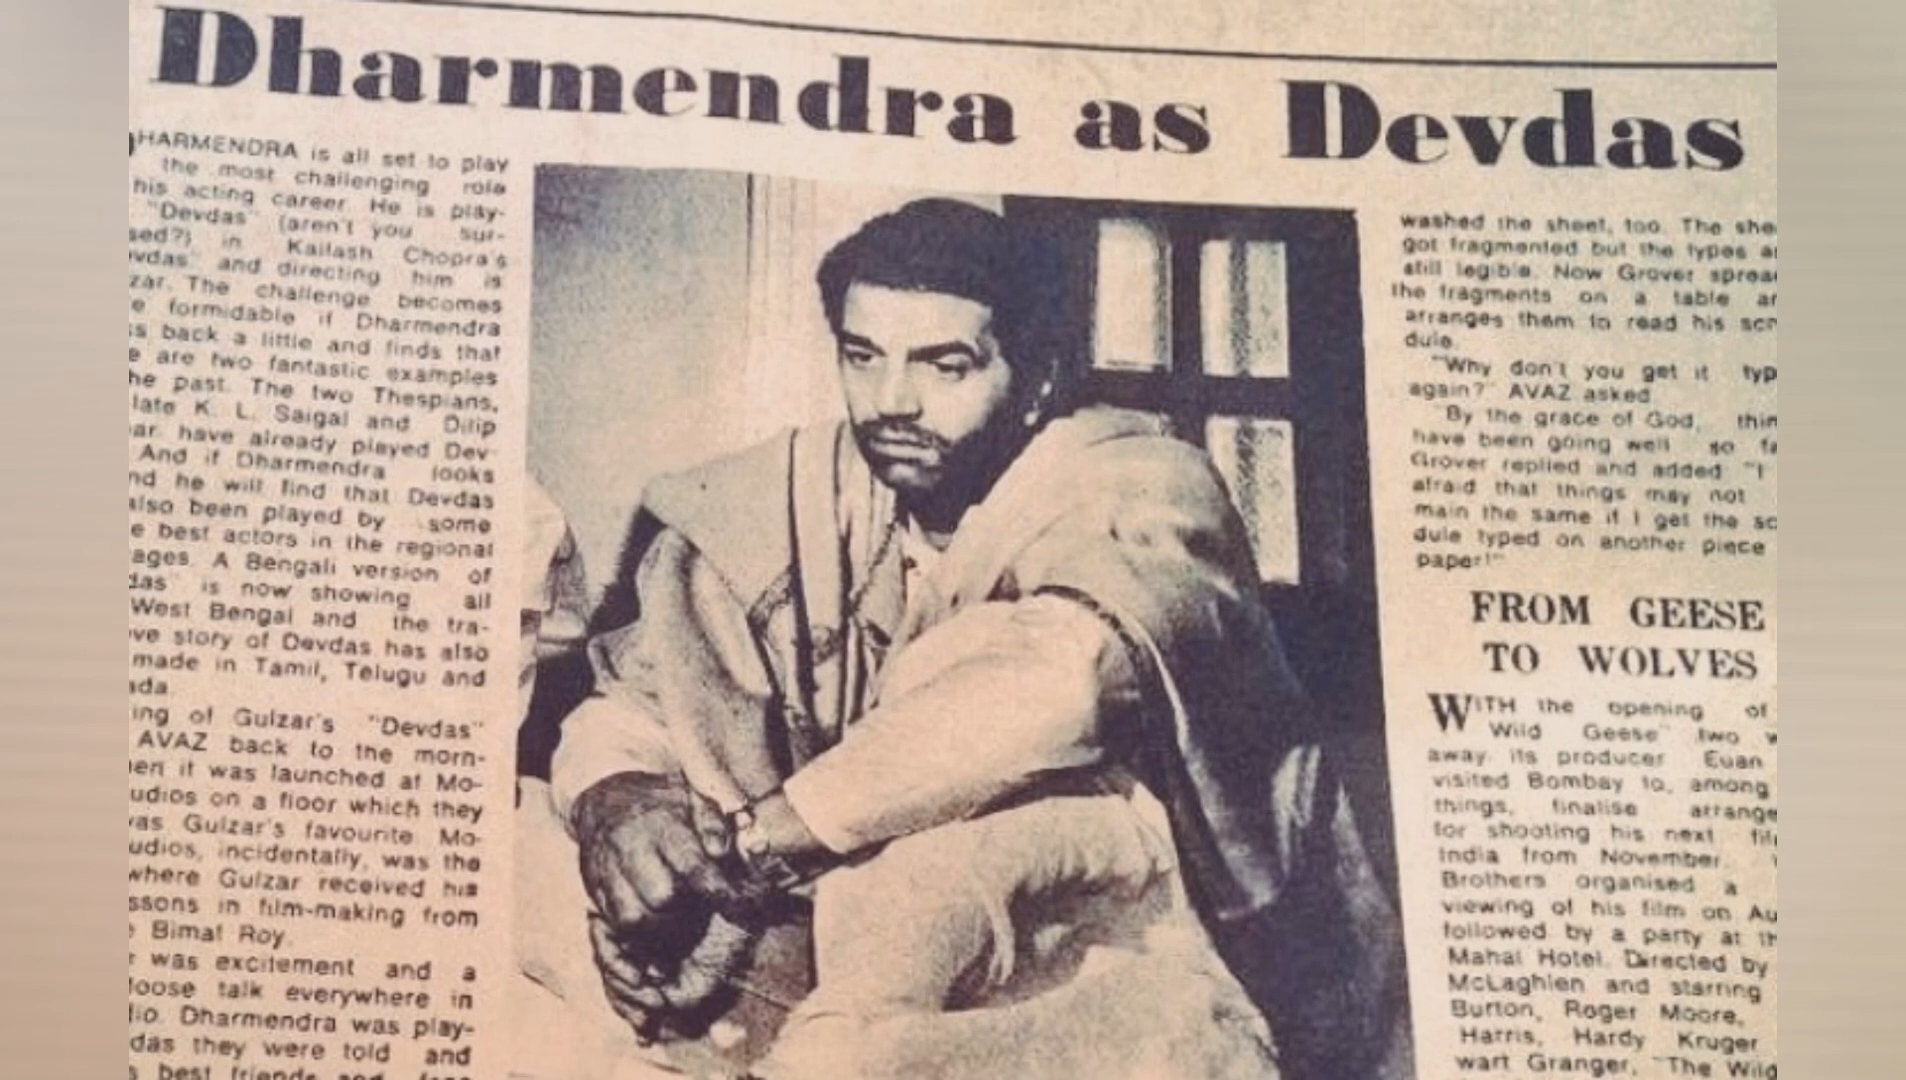 Dharmendra as Devdas
HARMENDRA is all set to play
the most challenging role
his acting career. He is play-
"Devdas" (aren't you sur-
sed?) in Kailash Chopra's
vdas" and directing him is
zar. The challenge becomes
e formidable if Dharmendra
s back a little and finds that
e are two fantastic examples
he past. The two Thespians,
late K. L. Saigal and Dilip
ar. have already played Dev-
And if Dharmendra looks
nd he will find that Devdas
also been played by some
e best actors in the regional
ages. A Bengali version of
das" is now showing all
West Bengal and the tra-
ve story of Devdas has also
made in Tamil, Telugu and
ada.
ing of Gulzar's "Devdas"
AVAZ back to the morn-
en it was launched at Mo-
udios on a floor which they
was Gulzar's favourite Mo-
udios, incidentally, was the
where Gulzar received his
ssons in film-making from
e Bimal Roy.
r was excitement and a
loose talk everywhere in
dio. Dharmendra was play-
das they were told and
s best friends and
washed the sheet, too. The shee
got fragmented but the types ar
still legible. Now Grover sprea
the fragments on a table an
arranges them to read his sch
dule.
"Why don't you get it typ
again?" AVAZ asked
"By the grace of God, thin
have been going well so fa
Grover replied and added "I
afraid that things may not
main the same if I get the sc
dule typed on another piece
paper!"
FROM GEESE
TO WOLVES
WITH the opening of
Wild Geese" two w
away. its producer Euan
visited Bombay to, among
things, finalise arrange
for shooting his next fil
India from November.
Brothers organised a
viewing of his film on Au
followed by a party at th
Mahal Hotel. Directed by
McLaghlen and starring
Burton, Roger Moore,
Harris, Hardy Kruger
wart Granger, "The Wild